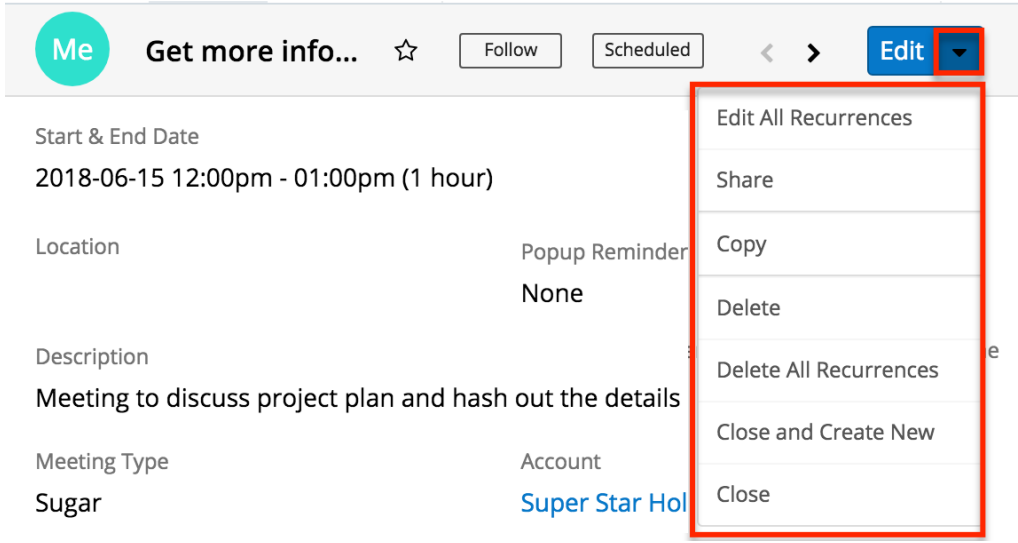 Me Get more info... Follow Scheduled Edit
Edit All Recurrences
Start & End Date
2018-06-15 12:00pm - 01:00pm (1 hour)
Share
Location
Copy
Popup Reminder
None
Delete
Description
e
Delete All Recurrences
Meeting to discuss project plan and hash out the details
Close and Create New
Meeting Type
Account
Close
Sugar
Super Star Hol